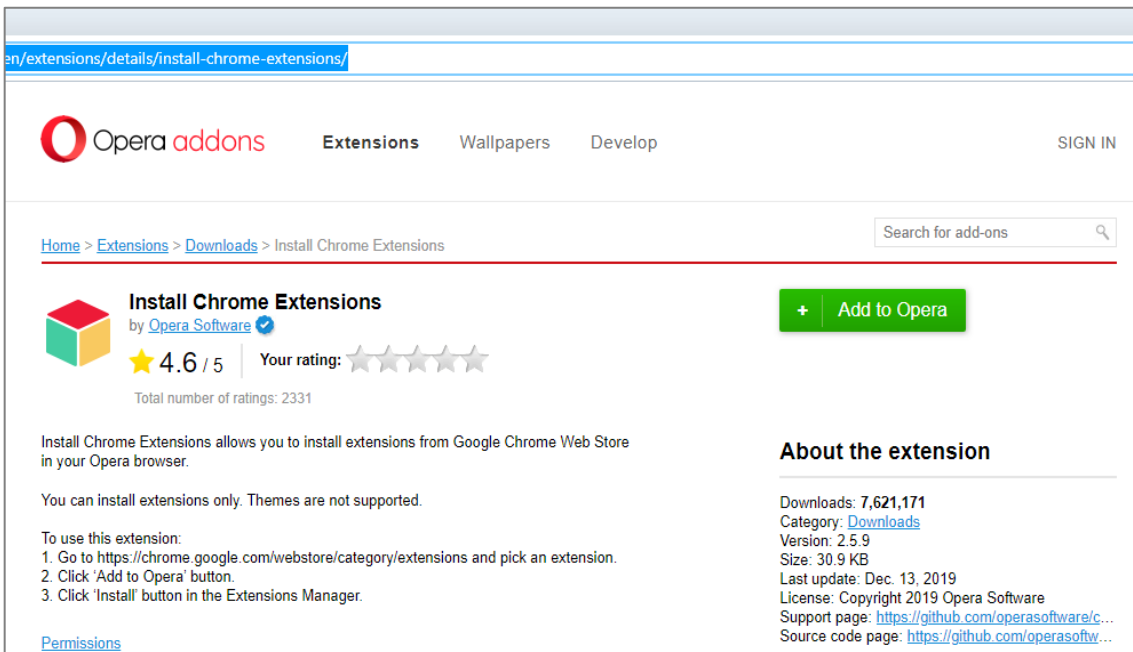 en/extensions/details/install-chrome-extensions/
Opera addons
Extensions
Wallpapers
Develop
SIGN IN
Home > Extensions > Downloads > Install Chrome Extensions
Search for add-ons
Install Chrome Extensions
by Opera Software
4.6 / 5
Your rating:
Total number of ratings: 2331
+ Add to Opera
Install Chrome Extensions allows you to install extensions from Google Chrome Web Store
in your Opera browser.
You can install extensions only. Themes are not supported.
To use this extension:
1. Go to https://chrome.google.com/webstore/category/extensions and pick an extension.
2. Click ‘Add to Opera’ button.
3. Click ‘Install’ button in the Extensions Manager.
Permissions
About the extension
Downloads: 7,621,171
Category: Downloads
Version: 2.5.9
Size: 30.9 KB
Last update: Dec. 13, 2019
License: Copyright 2019 Opera Software
Support page: https://github.com/operasoftware/c...
Source code page: https://github.com/operasoftw...